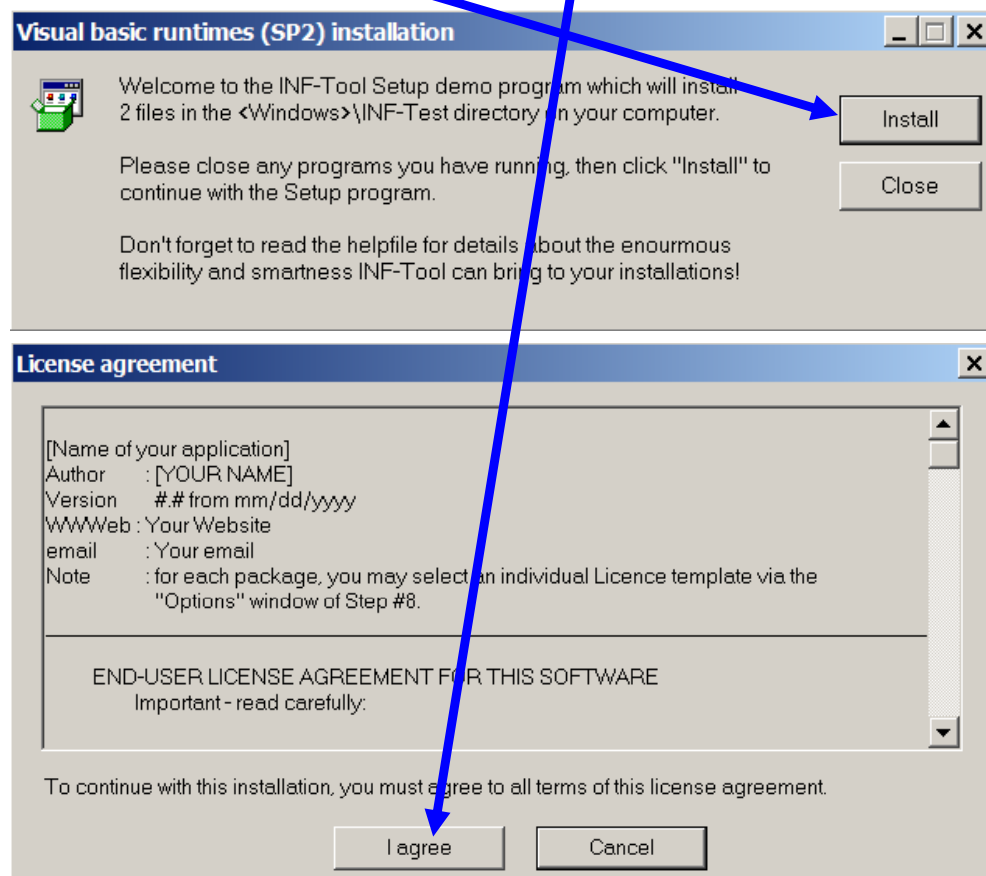 Visual basic runtimes (SP2) installation
Welcome to the INF-Tool Setup demo program which will install
2 files in the <Windows>\INF-Test directory on your computer.
Install
Please close any programs you have running, then click "Install" to
continue with the Setup program.
Close
Don't forget to read the helpfile for details about the enourmous
flexibility and smartness INF-Tool can bring to your installations!
License agreement
[Name of your application]
Author : [YOUR NAME]
Version #.# from mm/dd/yyyy
WWWeb : Your Website
email : Your email
Note : for each package, you may select an individual Licence template via the
"Options" window of Step #8.
END-USER LICENSE AGREEMENT FOR THIS SOFTWARE
Important - read carefully:
To continue with this installation, you must agree to all terms of this license agreement.
I agree
Cancel